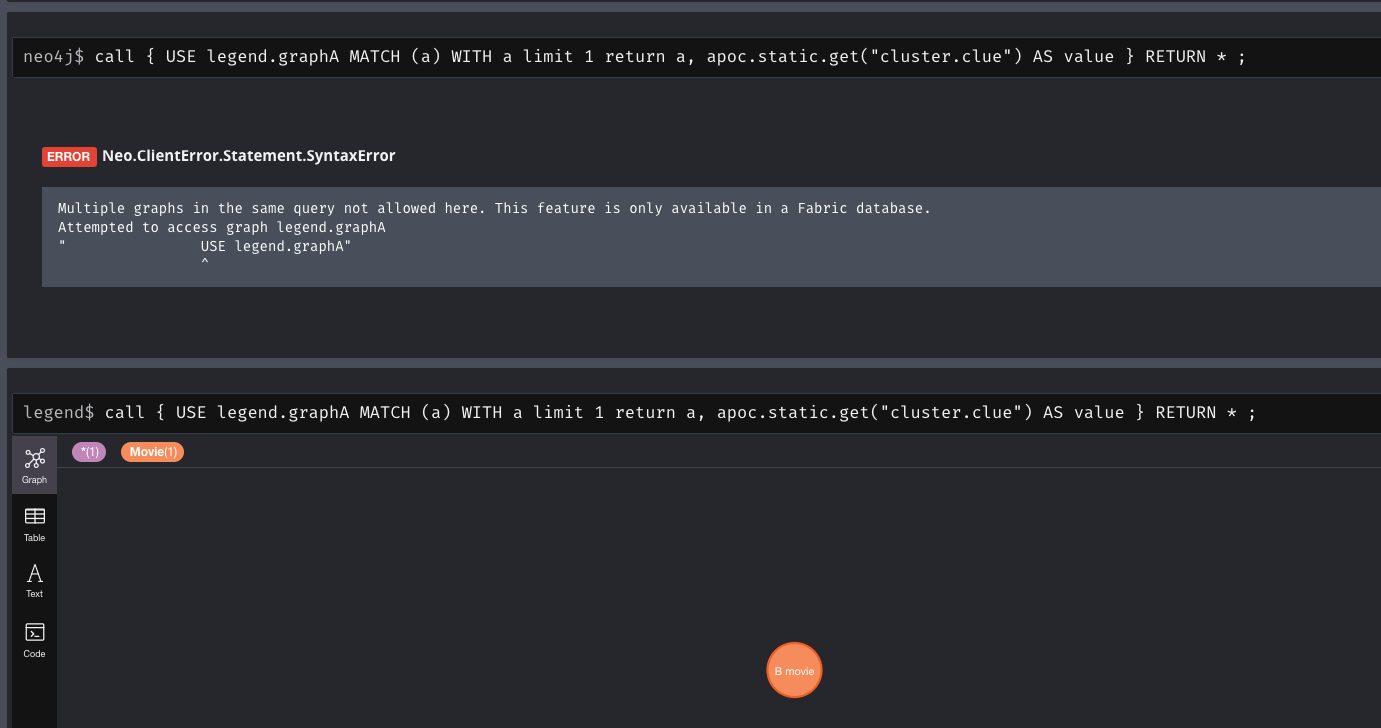 neo4j$ call { USE legend.graphA MATCH (a) WITH a limit 1 return a, apoc.static.get("cluster.clue") AS value } RETURN * ;
ERROR Neo.ClientError.Statement.SyntaxError
Multiple graphs in the same query not allowed here. This feature is only available in a Fabric database.
Attempted to access graph legend.graphA
"                 USE legend.graphA"
                  ^
legend$ call { USE legend.graphA MATCH (a) WITH a limit 1 return a, apoc.static.get("cluster.clue") AS value } RETURN * ;
*(1) Movie(1)
Graph
Table
A
Text
Code
B movie